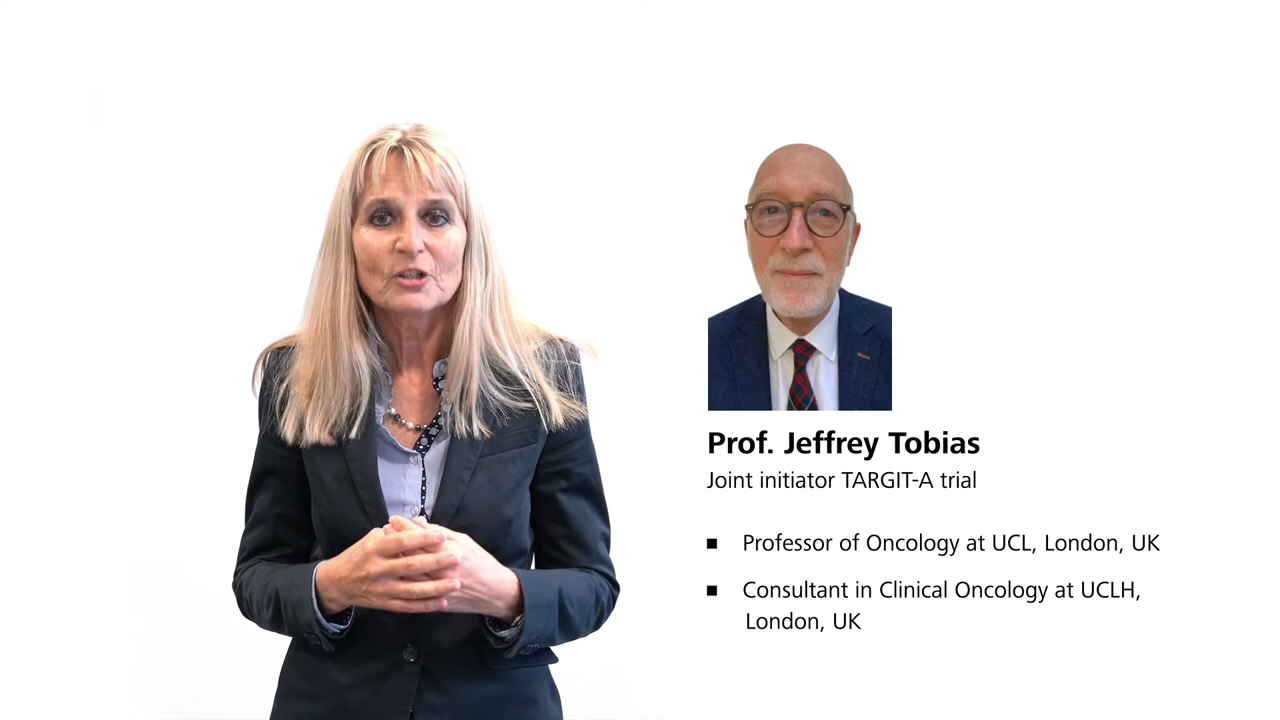 Prof. Jeffrey Tobias
Joint initiator TARGIT-A trial
■ Professor of Oncology at UCL, London, UK
■ Consultant in Clinical Oncology at UCLH,
London, UK